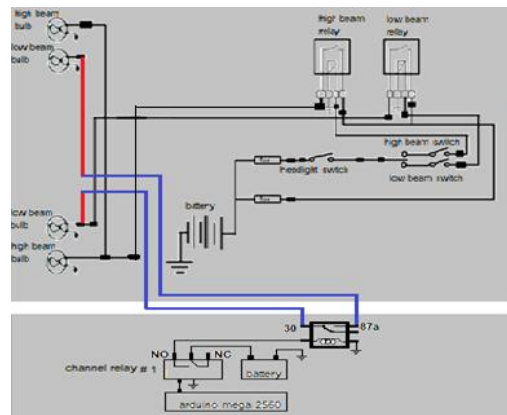 high beam
bulb
low beam
bulb
high beam
relay
low beam
relay
high beam switch
headlight switch
low beam switch
battery
low beam
bulb
high beam
bulb
30
87a
NO
NC
channel relay # 1
battery
arduino mega 2560